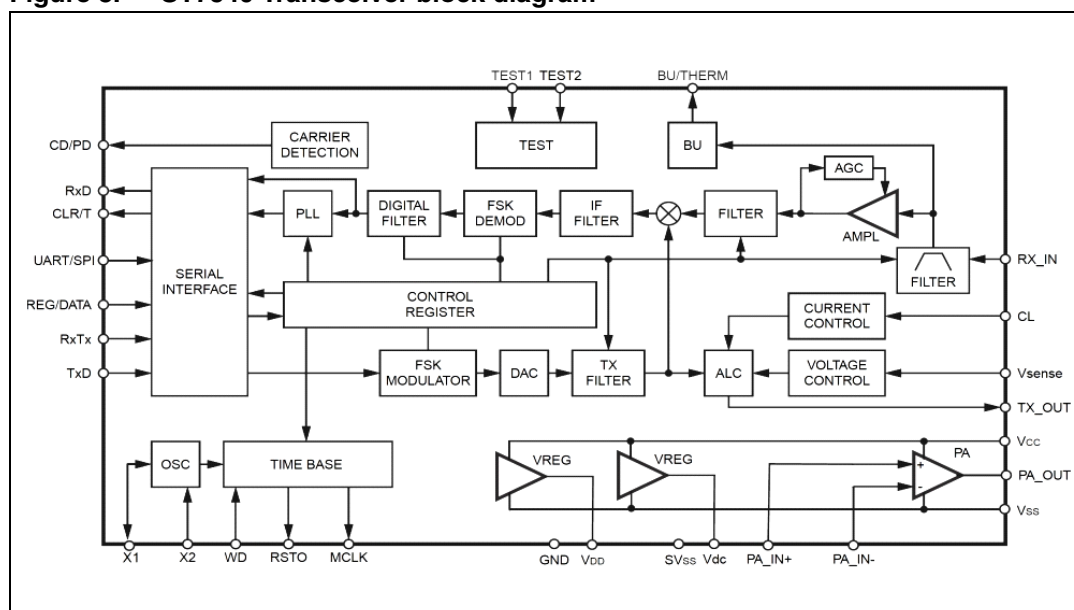 Figure
Transceiver block diagram
TEST1 TEST2 BU/THERM
CD/PD
CARRIER
DETECTION
TEST
BU
AGC
RxD
CLR/T
PLL
DIGITAL
FILTER
FSK
DEMOD
IF
FILTER
FILTER
AMPL
UART/SPI
SERIAL
INTERFACE
FILTER
RX_IN
REG/DATA
CONTROL
REGISTER
CURRENT
CONTROL
CL
RxTx
TxD
FSK
MODULATOR
DAC
TX
FILTER
ALC
VOLTAGE
CONTROL
Vsense
TX_OUT
OSC
TIME BASE
VREG
VREG
+
-
PA
Vcc
PA_OUT
Vss
X1 X2 WD RSTO MCLK GND VDD SVss Vdc PA_IN+ PA_IN-